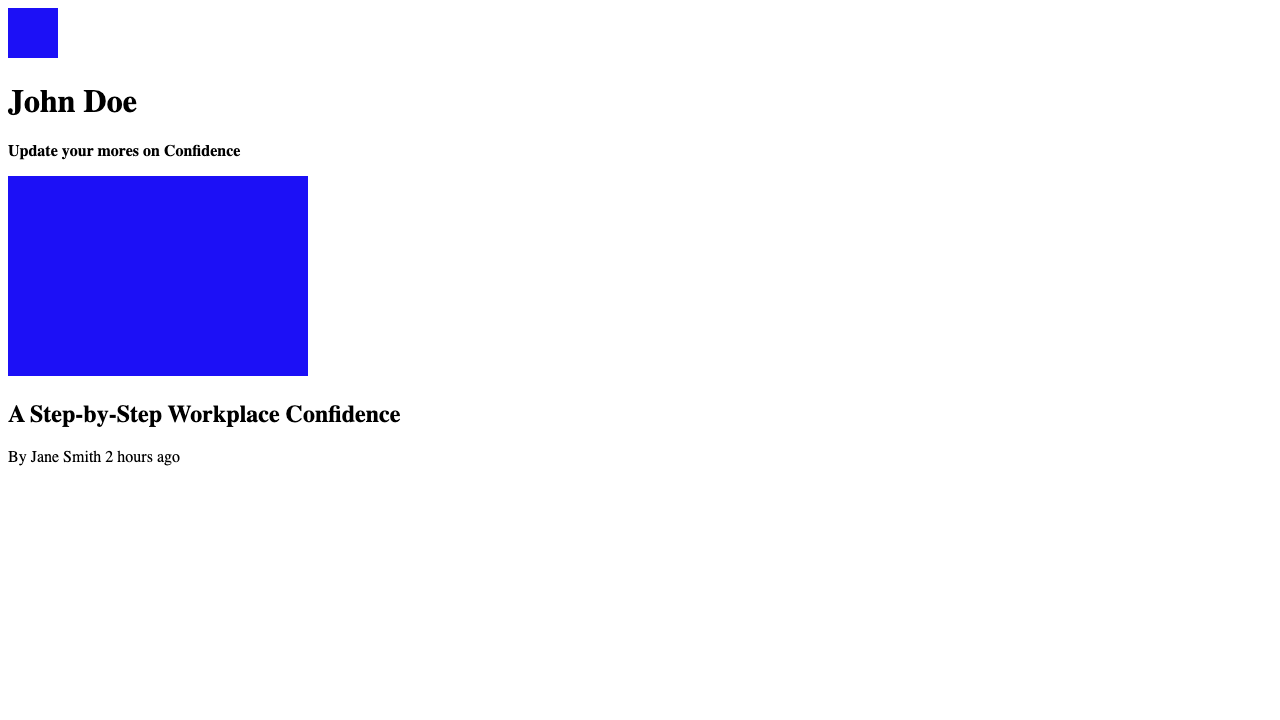 John Doe
Update your mores on Confidence
A Step-by-Step Workplace Confidence
By Jane Smith 2 hours ago